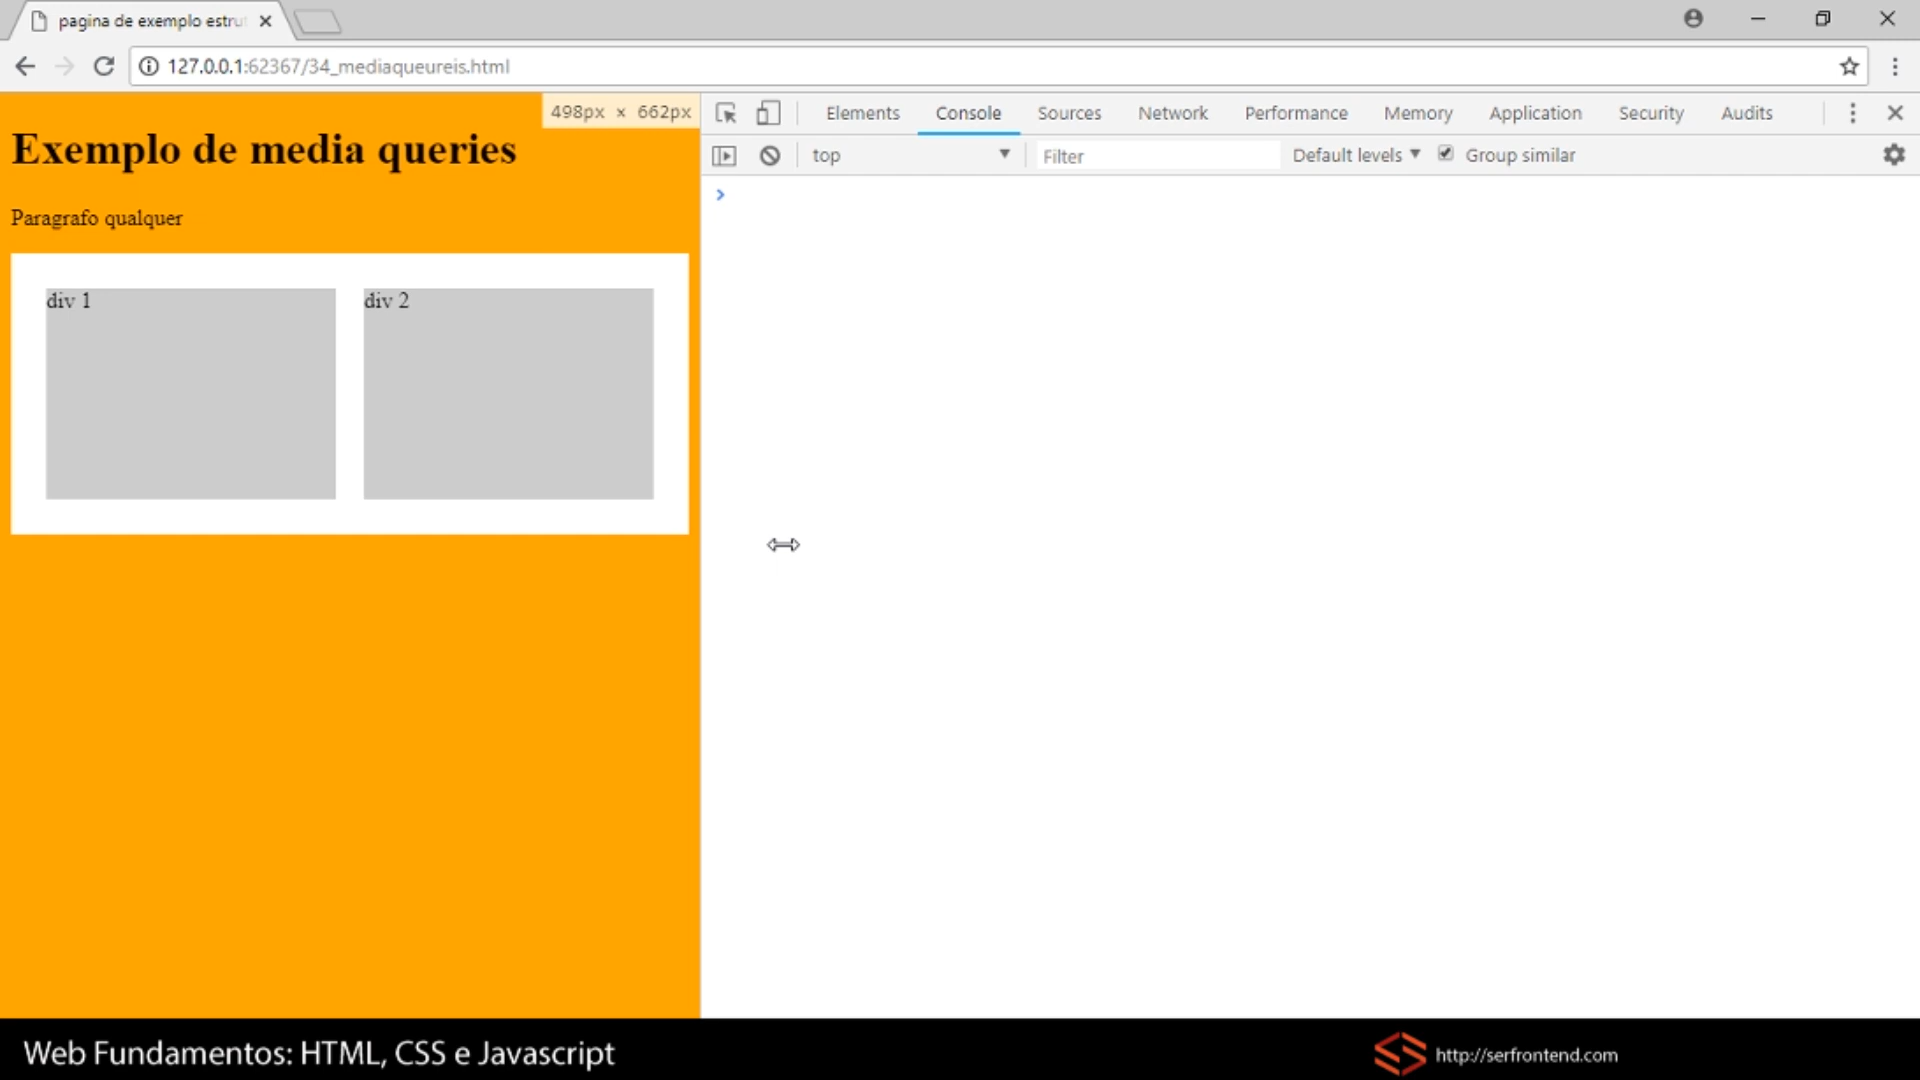 pagina de exemplo estru
127.0.0.1:62367/34_mediaqueureis.html
498px × 662px
Exemplo de media queries
Paragrafo qualquer
div 1
div 2
Elements
Console
Sources
Network
Performance
Memory
Application
Security
Audits
top
Filter
Default levels
Group similar
Web Fundamentos: HTML, CSS e Javascript
http://serfrontend.com